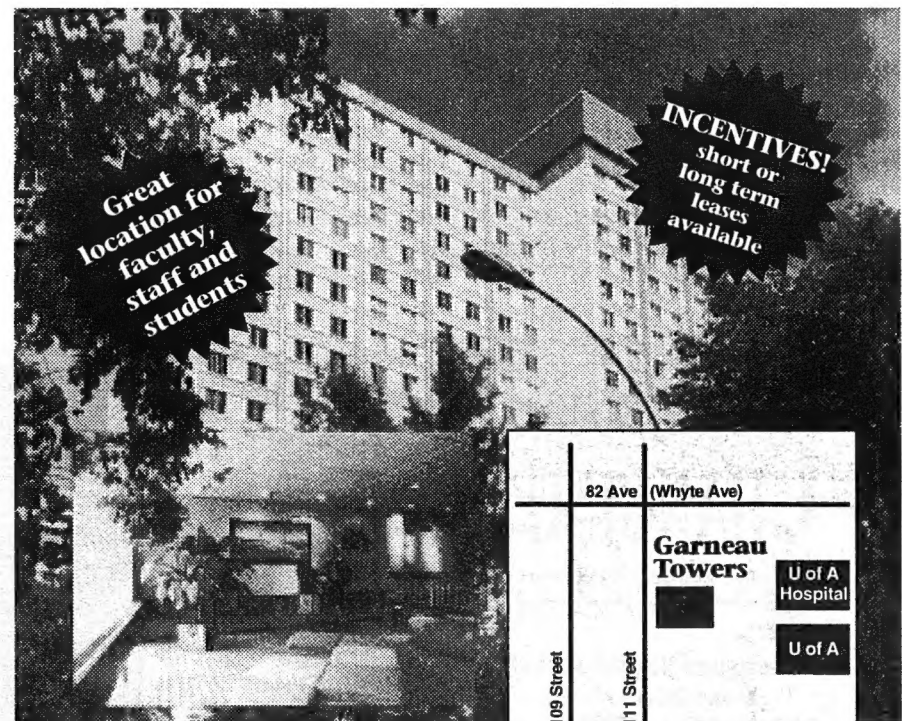 Great
location for
faculty,
staff and
students
INCENTIVES!
short or
long term
leases
available
82 Ave (Whyte Ave)
Garneau
Towers
U of A
Hospital
U of A
09 Street
11 Street